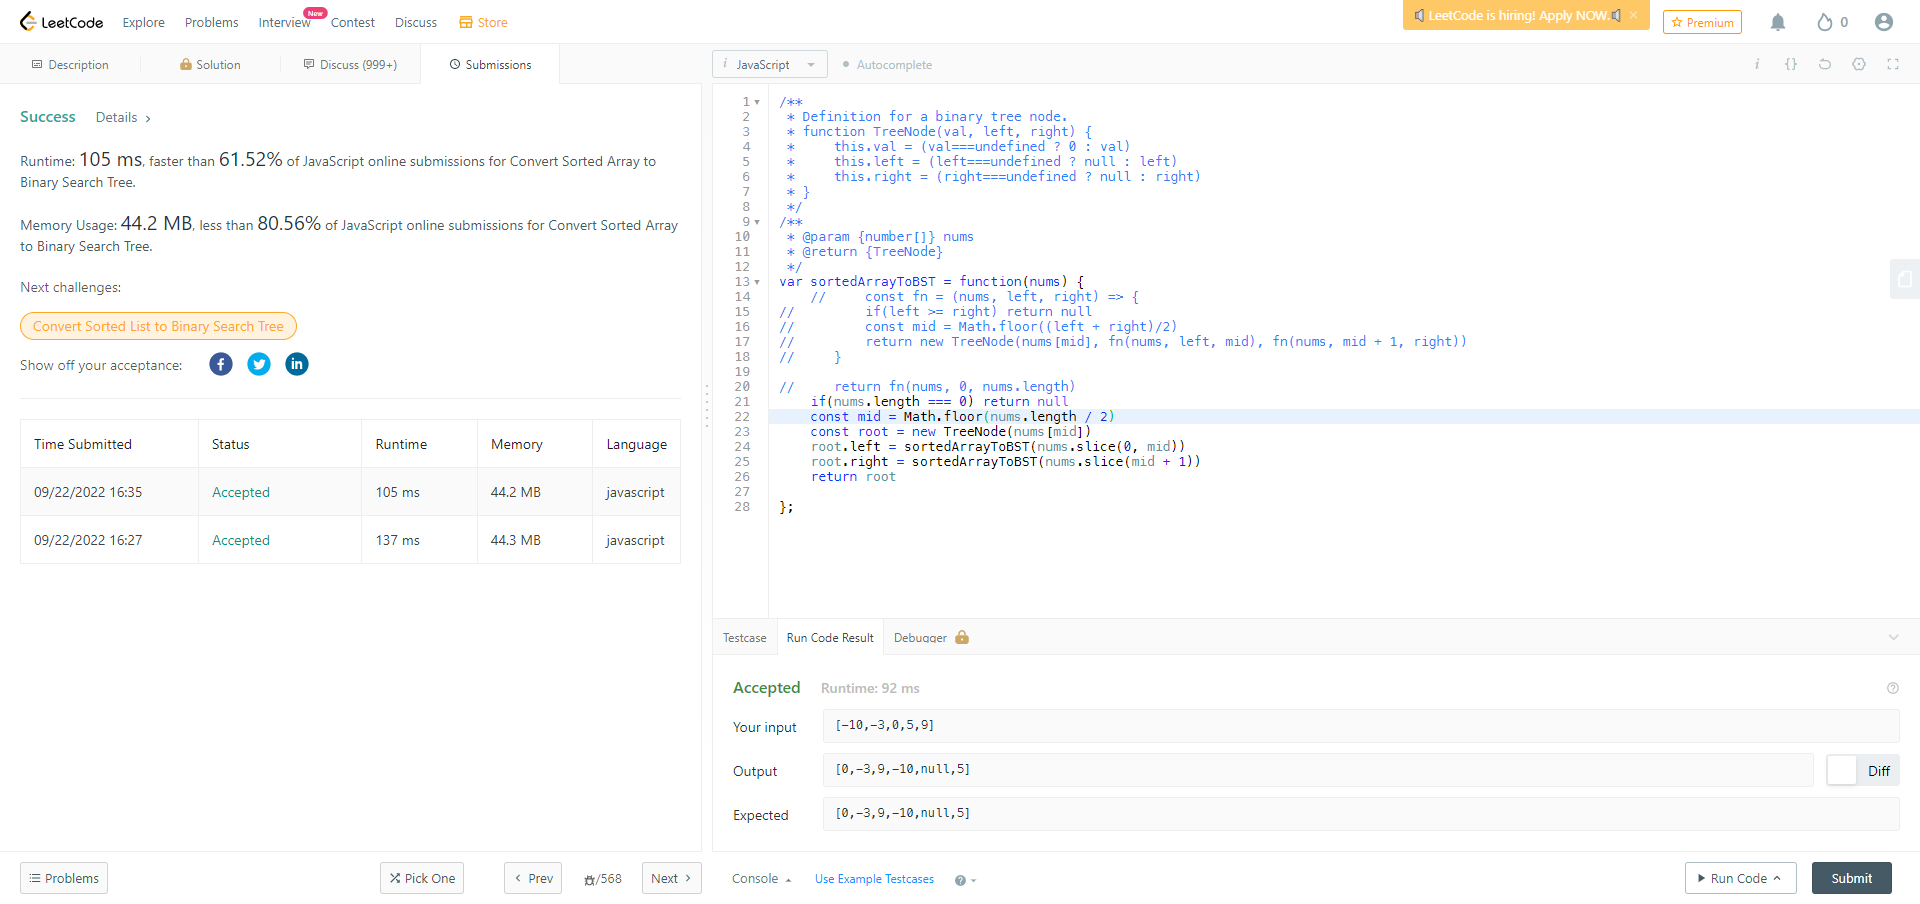 LeetCode Explore Problems Interview New Contest Discuss Store LeetCode is hiring! Apply NOW. × Premium 0
Description Solution Discuss (999+) Submissions
i JavaScript Autocomplete i {}
Success Details >
Runtime: 105 ms, faster than 61.52% of JavaScript online submissions for Convert Sorted Array to
Binary Search Tree.
Memory Usage: 44.2 MB, less than 80.56% of JavaScript online submissions for Convert Sorted Array
to Binary Search Tree.
Next challenges:
Convert Sorted List to Binary Search Tree
Show off your acceptance:
Time Submitted Status Runtime Memory Language
09/22/2022 16:35 Accepted 105 ms 44.2 MB javascript
09/22/2022 16:27 Accepted 137 ms 44.3 MB javascript
1 /**
2 * Definition for a binary tree node.
3 * function TreeNode(val, left, right) {
4 * this.val = (val===undefined ? 0 : val)
5 * this.left = (left===undefined ? null : left)
6 * this.right = (right===undefined ? null : right)
7 * }
8 */
9 /**
10 * @param {number[]} nums
11 * @return {TreeNode}
12 */
13 var sortedArrayToBST = function(nums) {
14 // const fn = (nums, left, right) => {
15 // if(left >= right) return null
16 // const mid = Math.floor((left + right)/2)
17 // return new TreeNode(nums[mid], fn(nums, left, mid), fn(nums, mid + 1, right))
18 // }
19
20 // return fn(nums, 0, nums.length)
21 if(nums.length === 0) return null
22 const mid = Math.floor(nums.length / 2)
23 const root = new TreeNode(nums[mid])
24 root.left = sortedArrayToBST(nums.slice(0, mid))
25 root.right = sortedArrayToBST(nums.slice(mid + 1))
26 return root
27
28 };
Testcase Run Code Result Debugger
Accepted Runtime: 92 ms
Your input [-10,-3,0,5,9]
Output [0,-3,9,-10,null,5] Diff
Expected [0,-3,9,-10,null,5]
Problems Pick One < Prev /568 Next > Console Use Example Testcases Run Code Submit